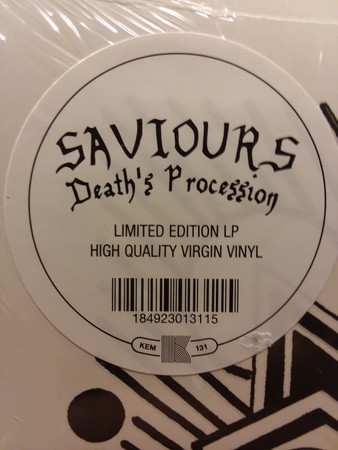 SAVIOURS
Death's Procession
LIMITED EDITION LP
HIGH QUALITY VIRGIN VINYL
184923013115
KEM 131